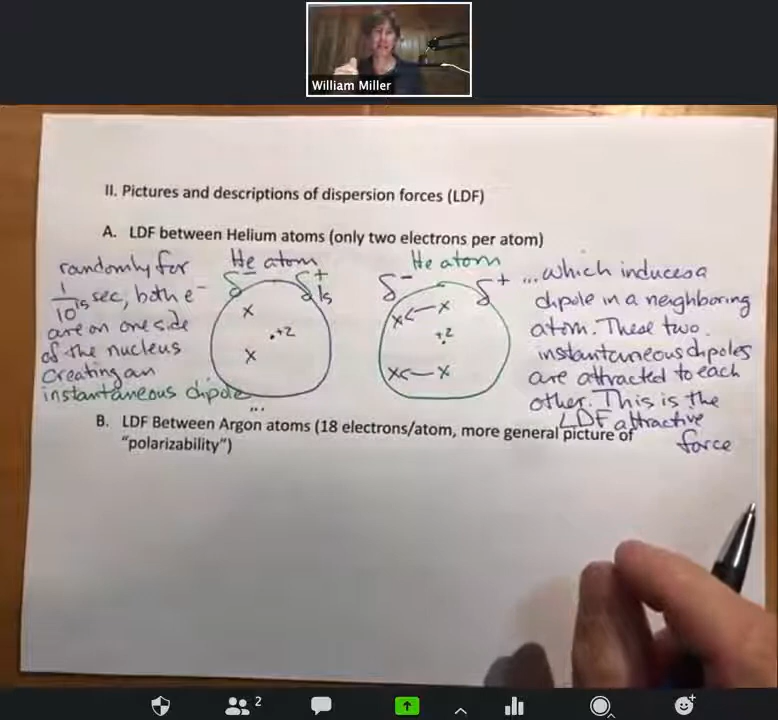 William Miller
II. Pictures and descriptions of dispersion forces (LDF)
A. LDF between Helium atoms (only two electrons per atom)
randomly for
1/10¹⁵ sec, both e⁻
are on one side
of the nucleus
creating an
instantaneous dipole
...
He atom
δ⁻ δ⁺
1s
x
.+2
x
He atom
δ⁻ δ⁺
x x
+2
x x
...which induces a
dipole in a neighboring
atom. These two
instantaneous dipoles
are attracted to each
other. This is the
LDF attractive
force
B. LDF Between Argon atoms (18 electrons/atom, more general picture of
"polarizability")
2